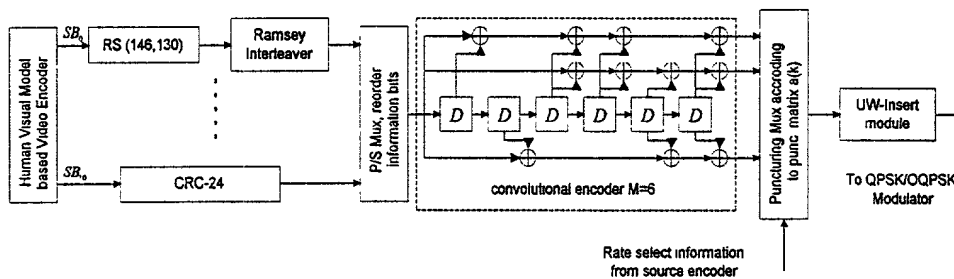 Human Visual Model
based Video Encoder
SB₀
RS (146,130)
Ramsey
Interleaver
SB₁₀
CRC-24
P/S Mux, reorder
information bits
D D D D D D
convolutional encoder M=6
Puncturing Mux accroding
to punc matrix a(k)
UW-Insert
module
To QPSK/OQPSK
Modulator
Rate select information
from source encoder